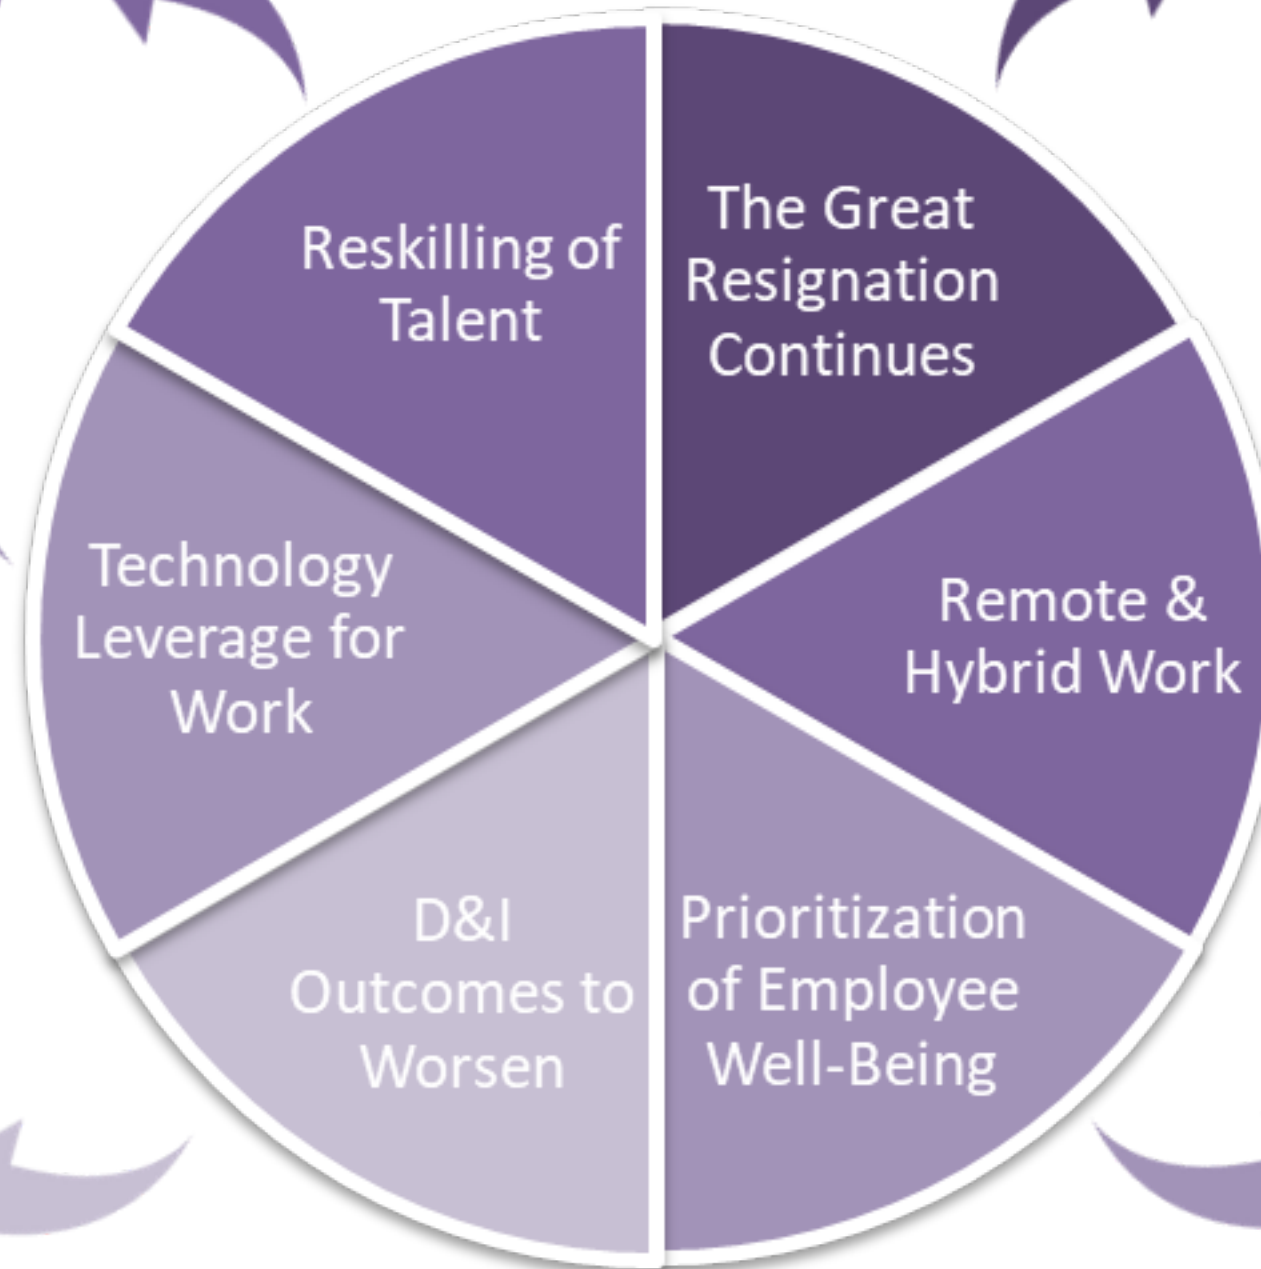 The Great
Resignation
Continues
Remote &
Hybrid Work
Prioritization
of Employee
Well-Being
D&I
Outcomes to
Worsen
Technology
Leverage for
Work
Reskilling of
Talent